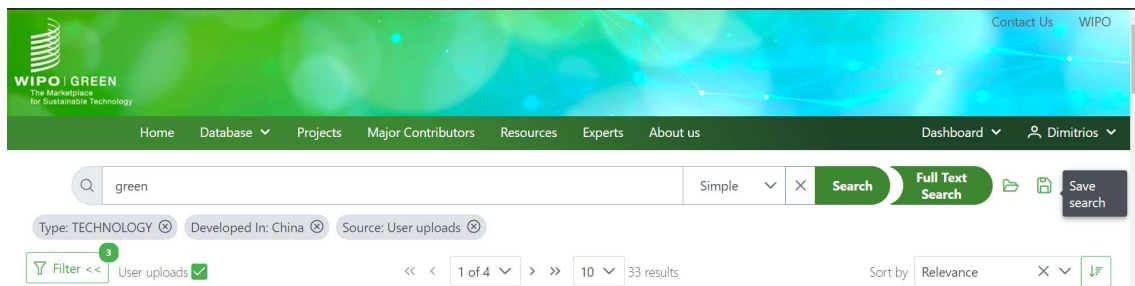 Contact Us WIPO
WIPO | GREEN
The Marketplace
for Sustainable Technology
Home Database Projects Major Contributors Resources Experts About us Dashboard Dimitrios
green Simple Search Full Text Search
Save search
Type: TECHNOLOGY Developed In: China Source: User uploads
3
Filter << User uploads << < 1 of 4 > >> 10 33 results Sort by Relevance